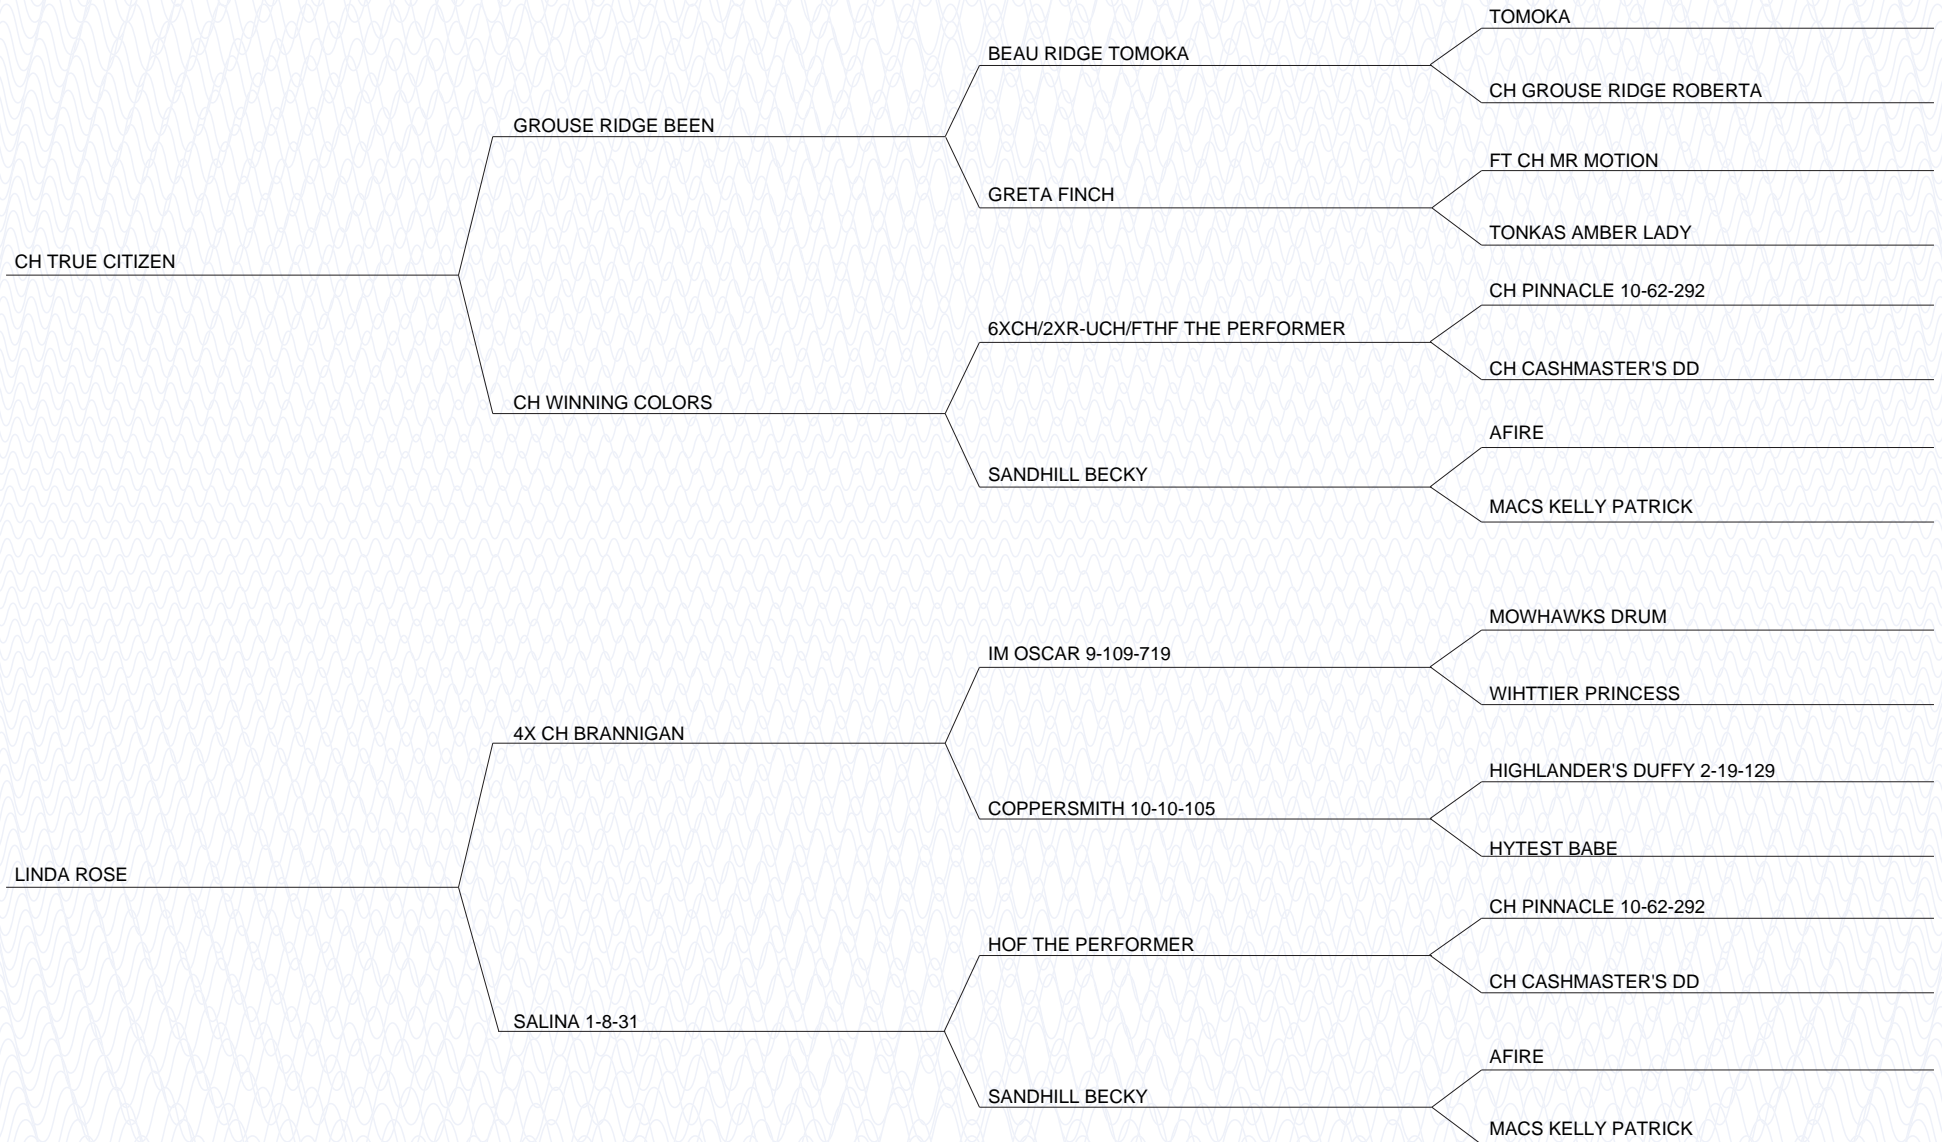 TOMOKA
BEAU RIDGE TOMOKA
CH GROUSE RIDGE ROBERTA
GROUSE RIDGE BEEN
FT CH MR MOTION
GRETA FINCH
TONKAS AMBER LADY
CH TRUE CITIZEN
CH PINNACLE 10-62-292
6XCH/2XR-UCH/FTHF THE PERFORMER
CH CASHMASTER'S DD
CH WINNING COLORS
AFIRE
SANDHILL BECKY
MACS KELLY PATRICK
MOWHAWKS DRUM
IM OSCAR 9-109-719
WIHTTIER PRINCESS
4X CH BRANNIGAN
HIGHLANDER'S DUFFY 2-19-129
COPPERSMITH 10-10-105
HYTEST BABE
LINDA ROSE
CH PINNACLE 10-62-292
HOF THE PERFORMER
CH CASHMASTER'S DD
SALINA 1-8-31
AFIRE
SANDHILL BECKY
MACS KELLY PATRICK